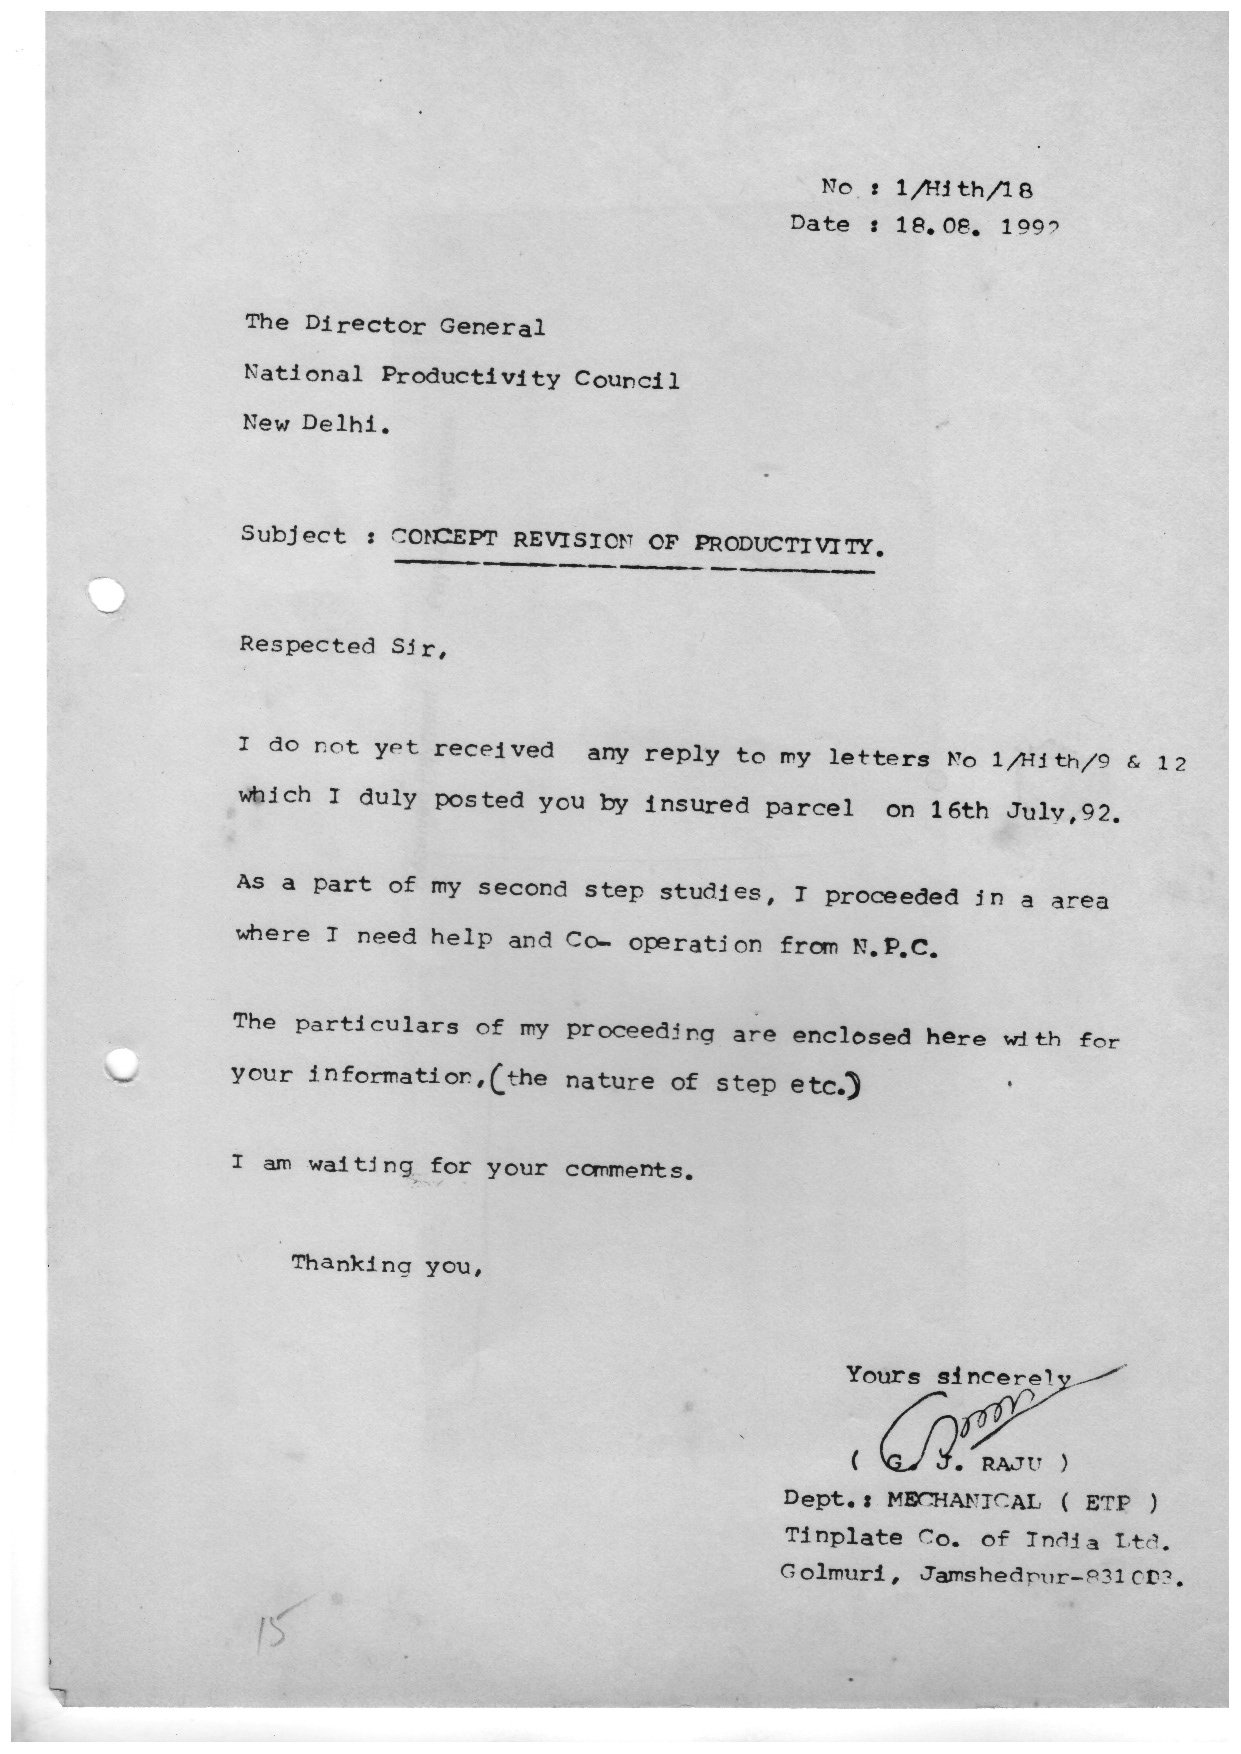 No : 1/Hith/18
Date : 18.08. 1992
The Director General
National Productivity Council
New Delhi.
Subject : CONCEPT REVISION OF PRODUCTIVITY.
Respected Sir,
I do not yet received any reply to my letters No 1/Hith/9 & 12
which I duly posted you by insured parcel on 16th July,92.
As a part of my second step studies, I proceeded in a area
where I need help and Co- operation from N.P.C.
The particulars of my proceeding are enclosed here with for
your information,(the nature of step etc.)
I am waiting for your comments.
Thanking you,
Yours sincerely
( G. J. RAJU )
Dept.: MECHANICAL ( ETP )
Tinplate Co. of India Ltd.
Golmuri, Jamshedpur-831003.
15